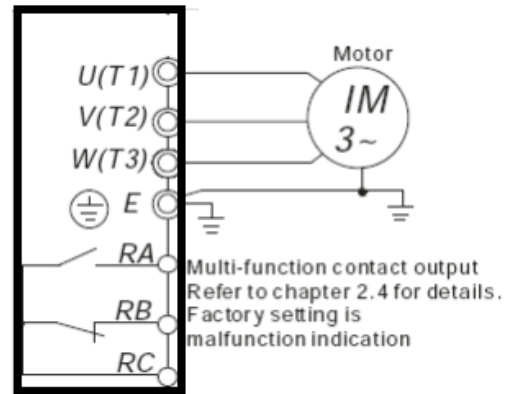 Motor
U(T1)
V(T2)
W(T3)
IM
3~
E
RA
RB
RC
Multi-function contact output
Refer to chapter 2.4 for details.
Factory setting is
malfunction indication